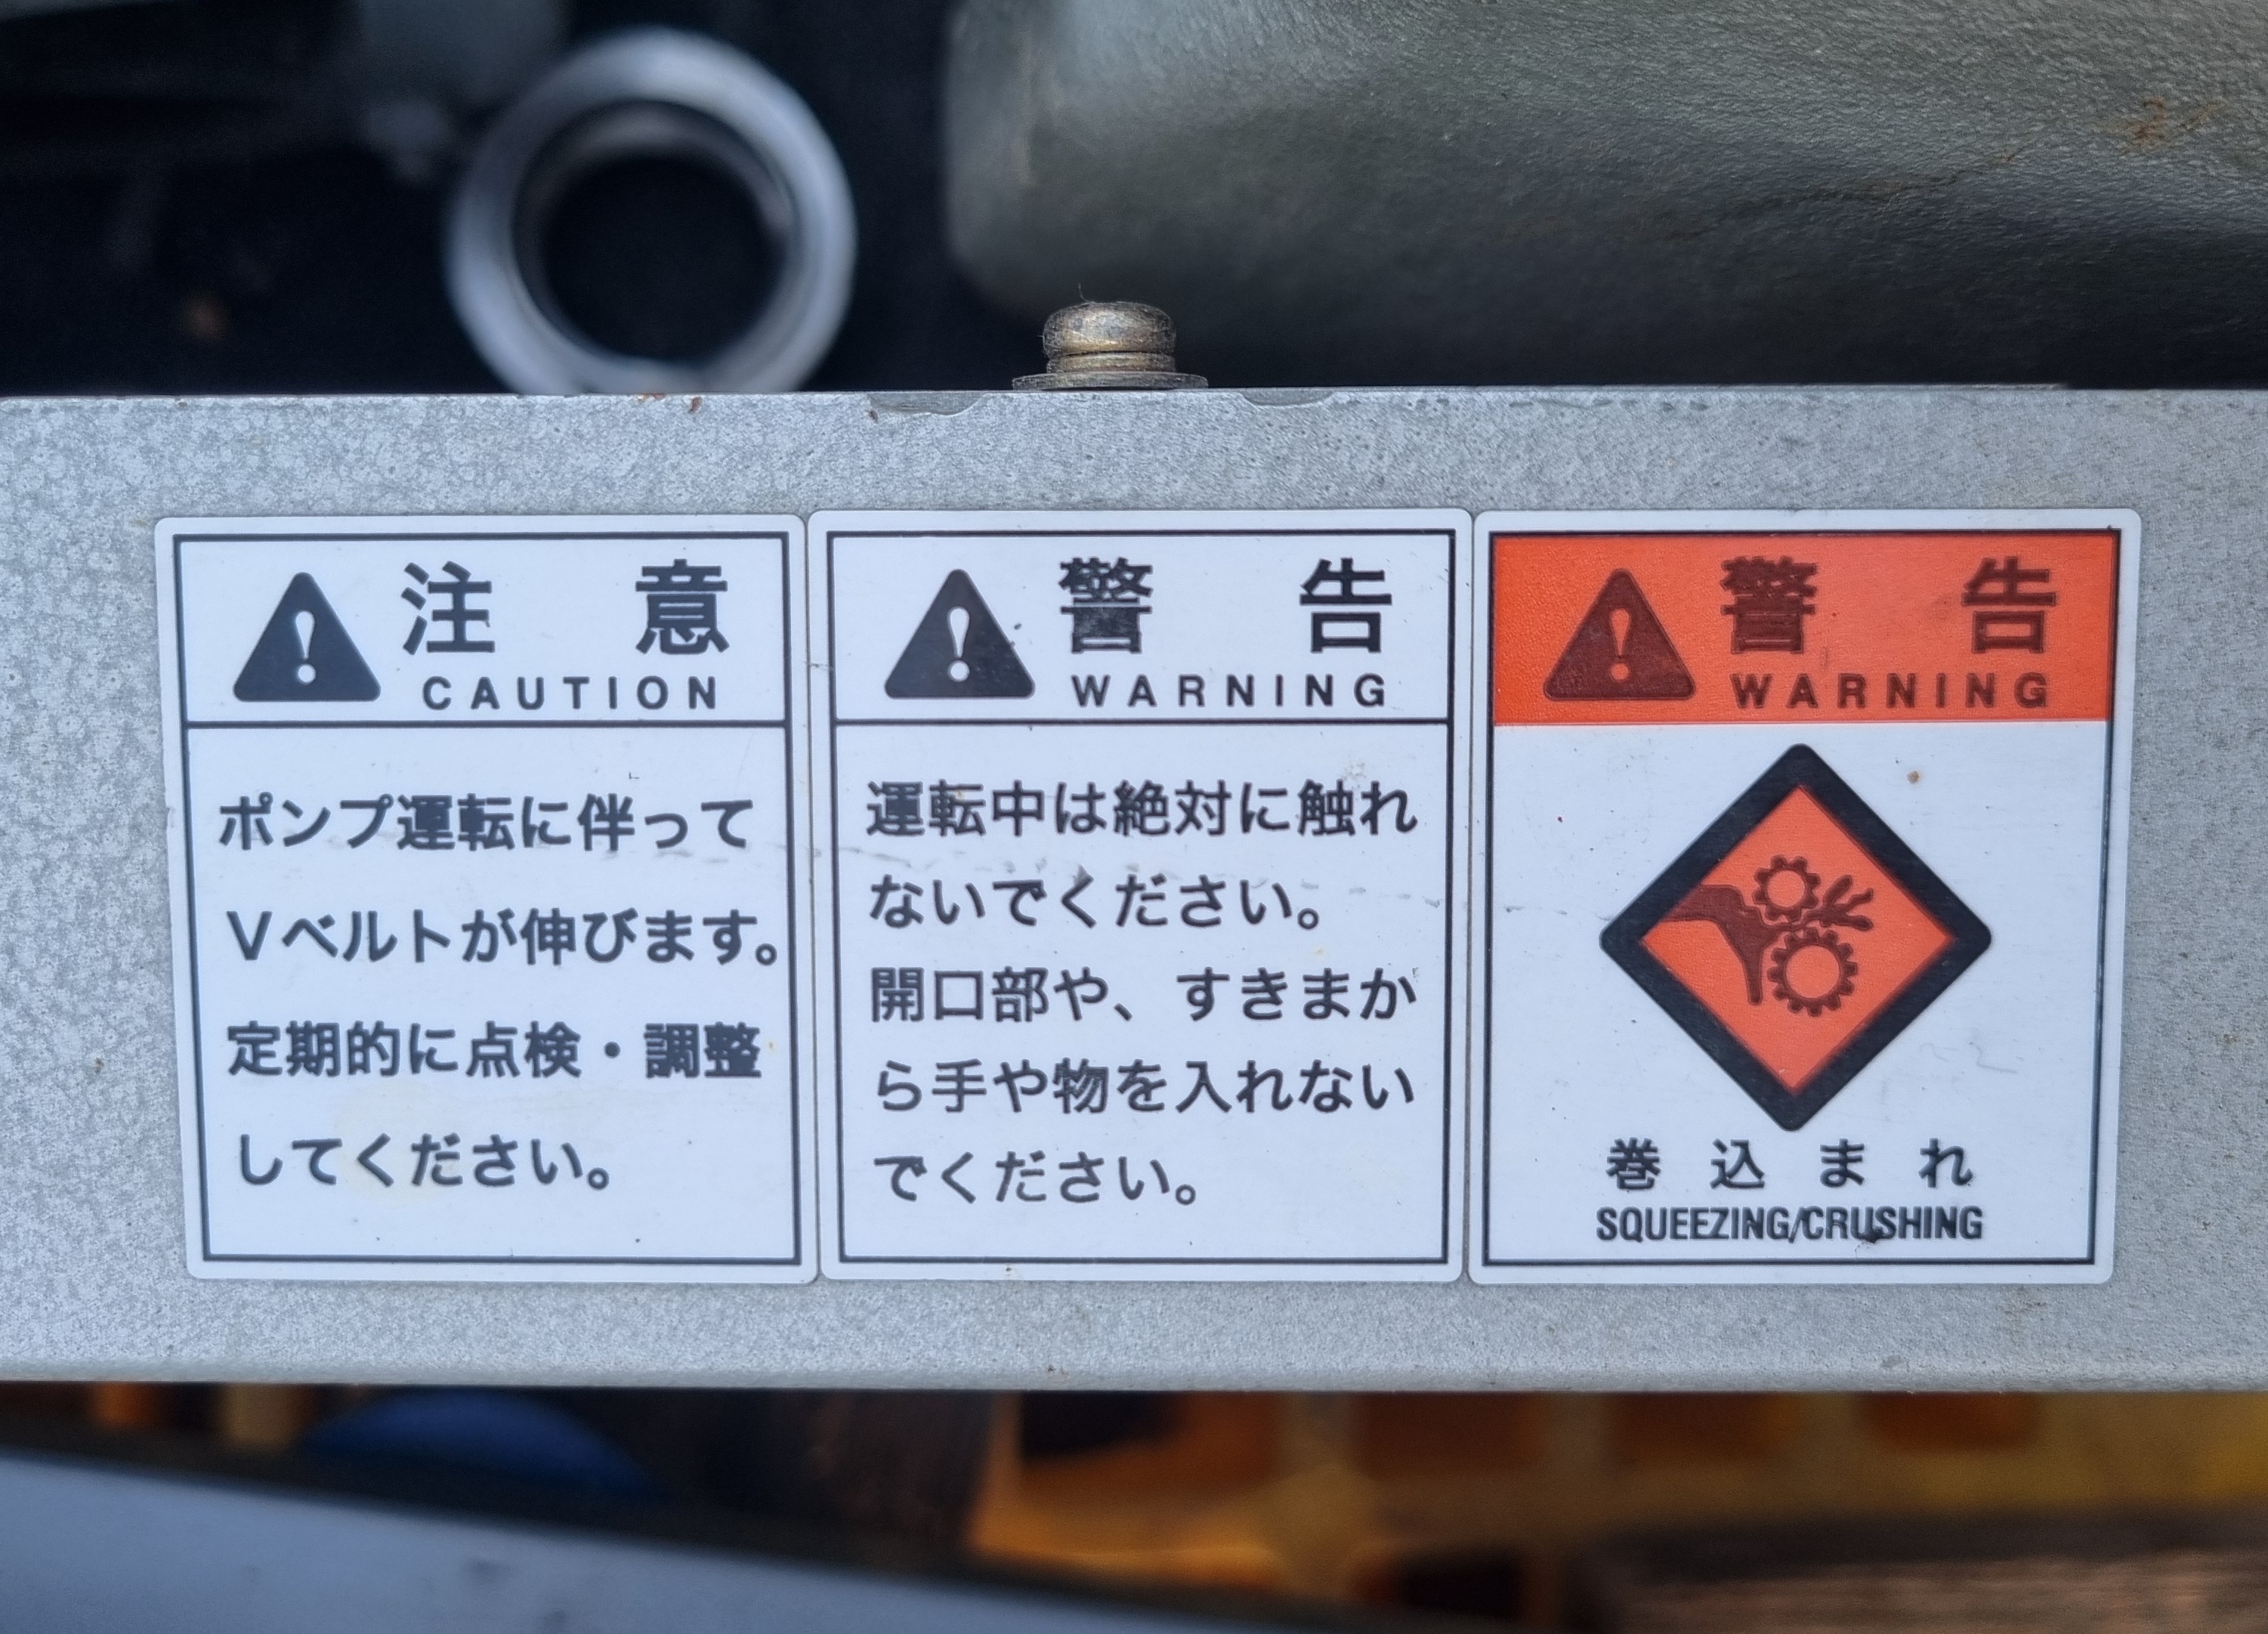 注意
CAUTION
ポンプ運転に伴って
Vベルトが伸びます。
定期的に点検・調整
してください。
警告
WARNING
運転中は絶対に触れ
ないでください。
開口部や、すきまか
ら手や物を入れない
でください。
警告
WARNING
巻込まれ
SQUEEZING/CRUSHING